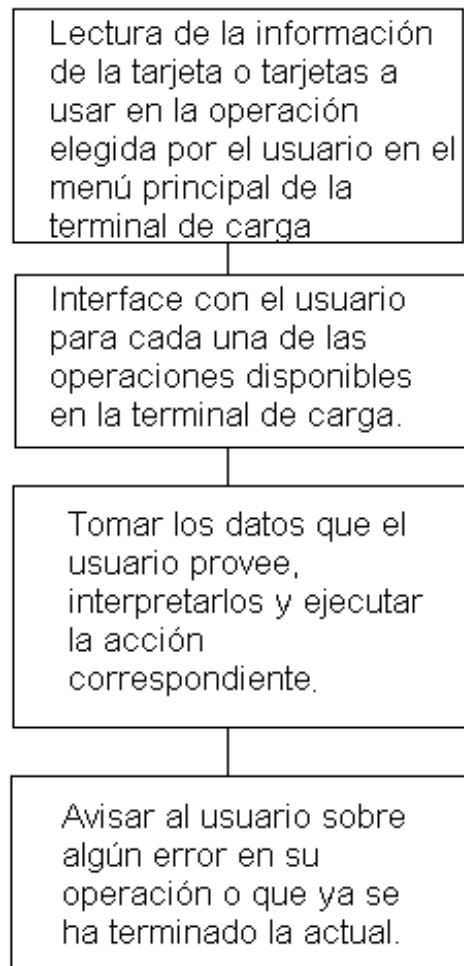 Lectura de la información
de la tarjeta o tarjetas a
usar en la operación
elegida por el usuario en el
menú principal de la
terminal de carga
Interface con el usuario
para cada una de las
operaciones disponibles
en la terminal de carga.
Tomar los datos que el
usuario provee,
interpretarlos y ejecutar
la acción
correspondiente.
Avisar al usuario sobre
algún error en su
operación o que ya se
ha terminado la actual.